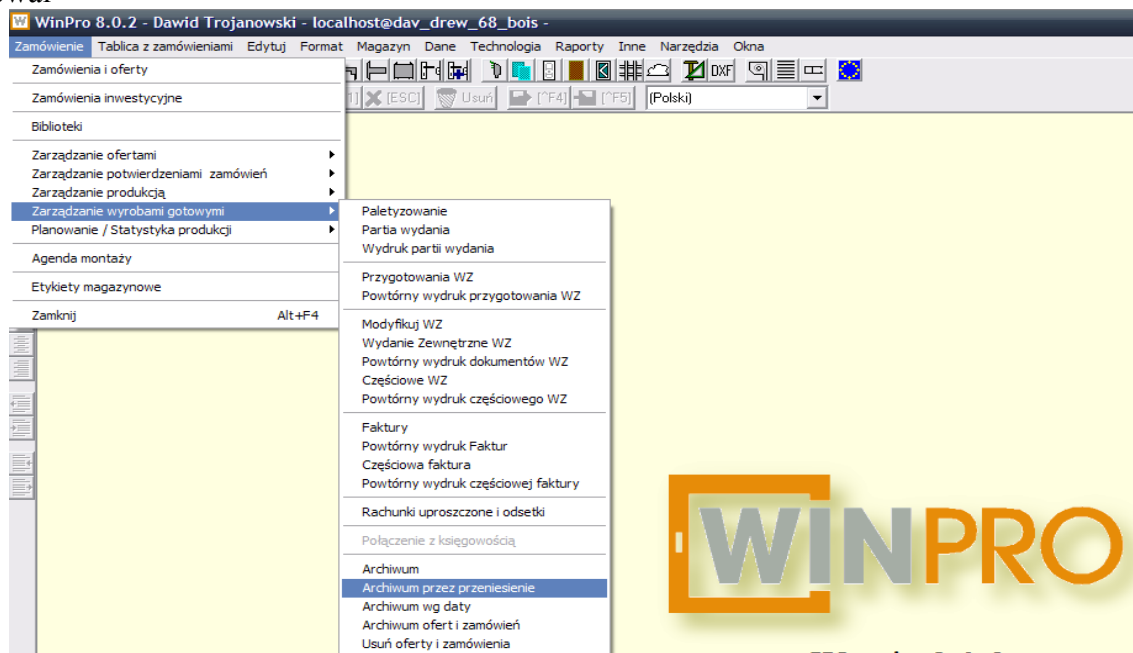 WinPro 8.0.2 - Dawid Trojanowski - localhost@dav_drew_68_bois -
Zamówienie Tablica z zamówieniami Edytuj Format Magazyn Dane Technologia Raporty Inne Narzędzia Okna
DXF
[ESC] Usuń [^F4] [^F5] (Polski)
Zamówienia i oferty
Zamówienia inwestycyjne
Biblioteki
Zarządzanie ofertami
Zarządzanie potwierdzeniami zamówień
Zarządzanie produkcją
Zarządzanie wyrobami gotowymi
Planowanie / Statystyka produkcji
Agenda montaży
Etykiety magazynowe
Zamknij Alt+F4
Paletyzowanie
Partia wydania
Wydruk partii wydania
Przygotowania WZ
Powtórny wydruk przygotowania WZ
Modyfikuj WZ
Wydanie Zewnętrzne WZ
Powtórny wydruk dokumentów WZ
Częściowe WZ
Powtórny wydruk częściowego WZ
Faktury
Powtórny wydruk Faktur
Częściowa faktura
Powtórny wydruk częściowej faktury
Rachunki uproszczone i odsetki
Połączenie z księgowością
Archiwum
Archiwum przez przeniesienie
Archiwum wg daty
Archiwum ofert i zamówień
Usuń oferty i zamówienia
WINPRO